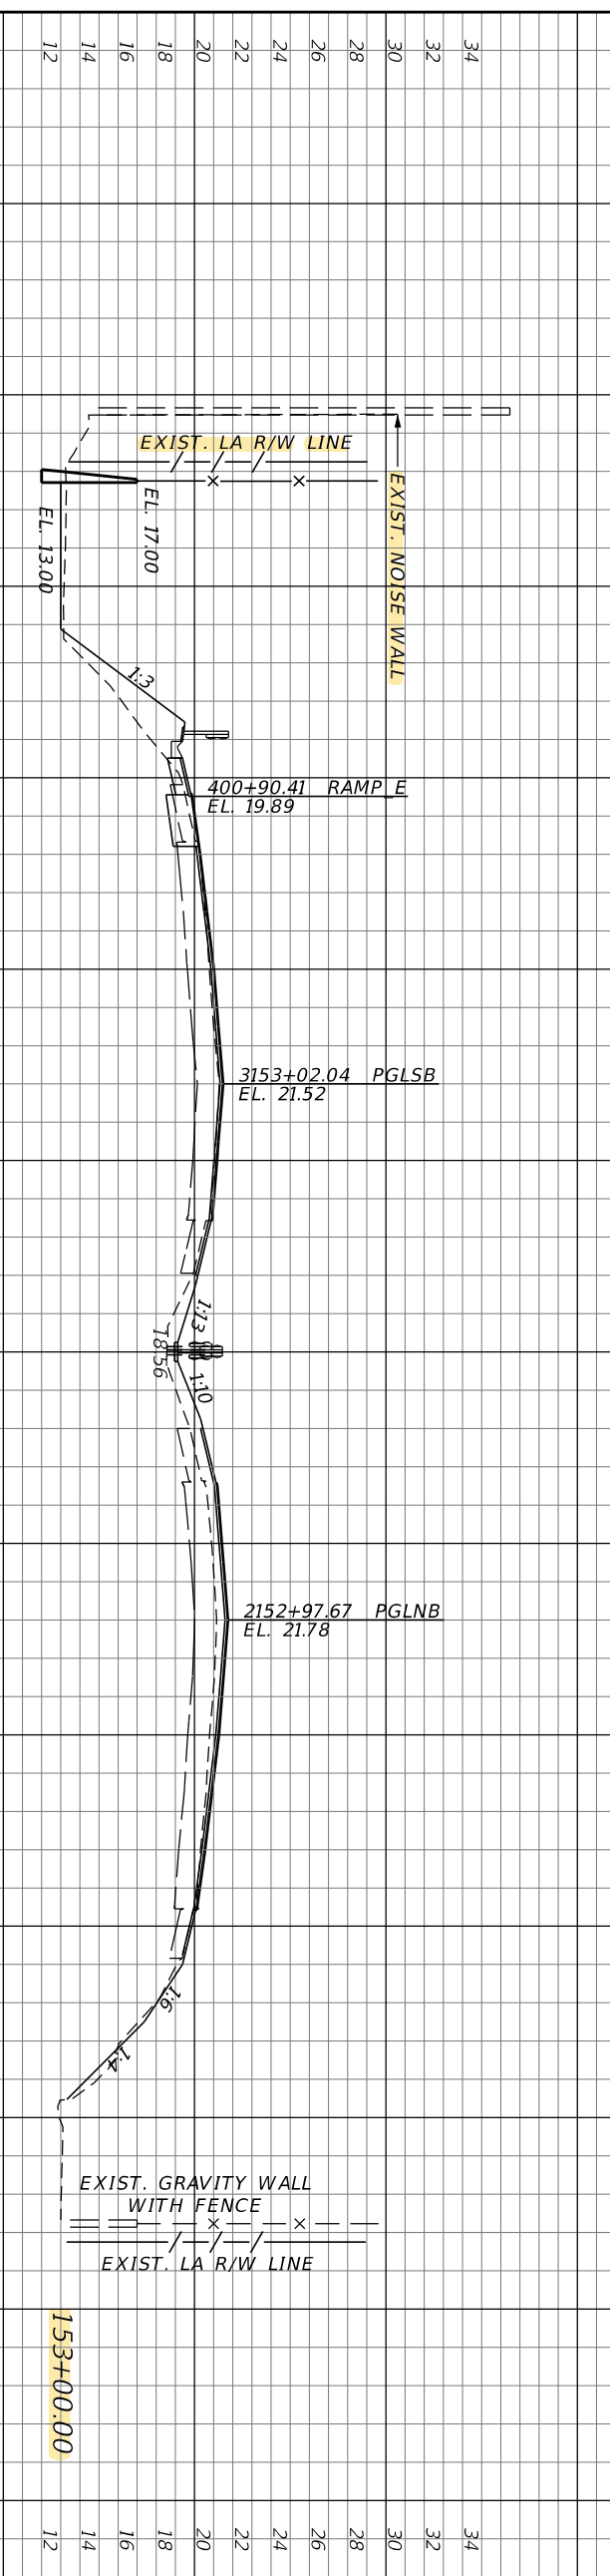 12 14 16 18 20 22 24 26 28 30 32 34
EXIST. LA R/W LINE
EXIST. NOISE WALL
EL. 17.00
EL. 13.00
1:3
400+90.41 RAMP E
EL. 19.89
3153+02.04 PGLSB
EL. 21.52
1:13
18.56
1:10
2152+97.67 PGLNB
EL. 21.78
1:6
1:4
EXIST. GRAVITY WALL
WITH FENCE
EXIST. LA R/W LINE
153+00.00
12 14 16 18 20 22 24 26 28 30 32 34